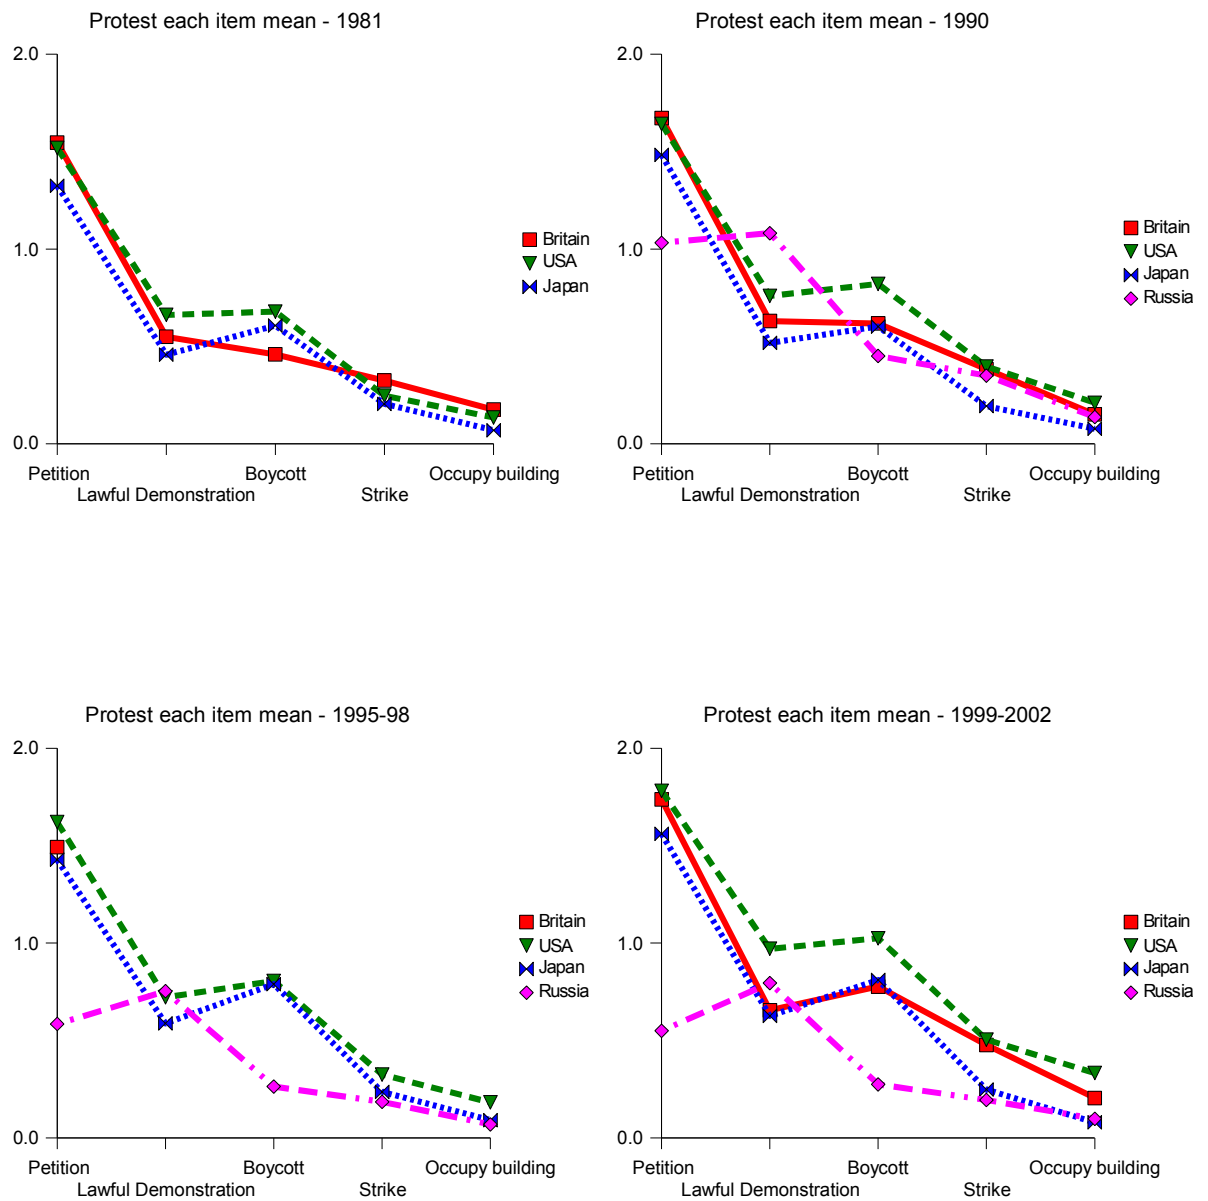 Protest each item mean - 1981
2.0
1.0
0.0
Petition
Lawful Demonstration
Boycott
Strike
Occupy building
Britain
USA
Japan
Protest each item mean - 1990
2.0
1.0
0.0
Petition
Lawful Demonstration
Boycott
Strike
Occupy building
Britain
USA
Japan
Russia
Protest each item mean - 1995-98
2.0
1.0
0.0
Petition
Lawful Demonstration
Boycott
Strike
Occupy building
Britain
USA
Japan
Russia
Protest each item mean - 1999-2002
2.0
1.0
0.0
Petition
Lawful Demonstration
Boycott
Strike
Occupy building
Britain
USA
Japan
Russia